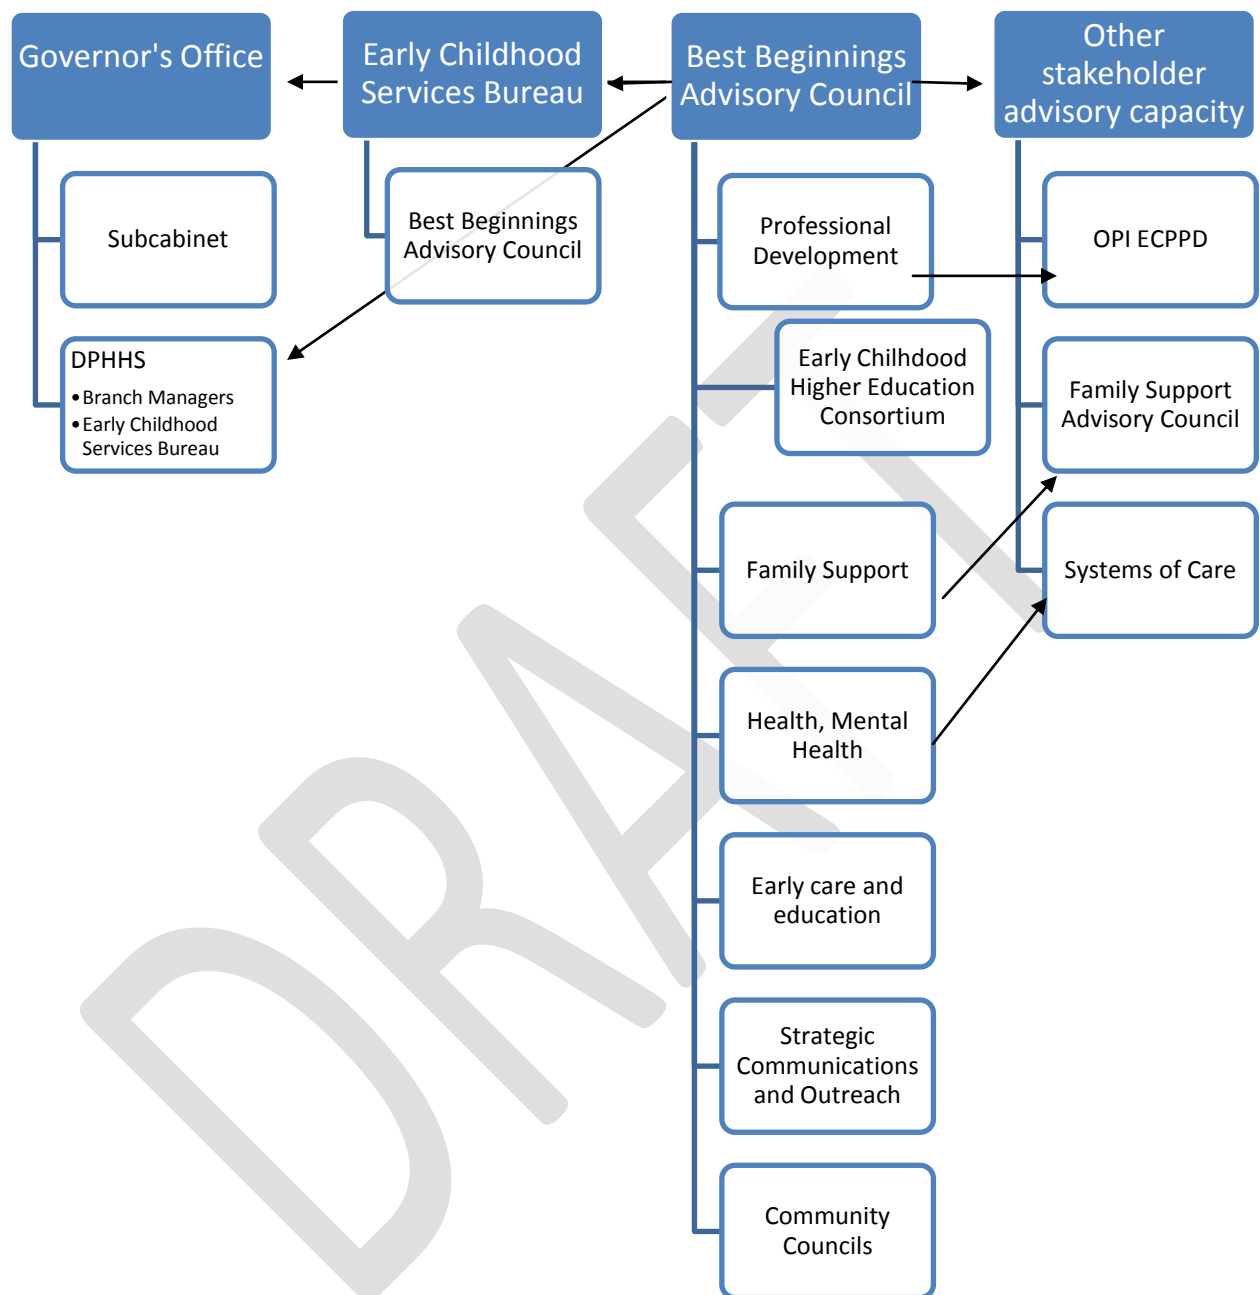 Governor's Office
Subcabinet
DPHHS
•Branch Managers
•Early Childhood
Services Bureau
Early Childhood
Services Bureau
Best Beginnings
Advisory Council
Best Beginnings
Advisory Council
Professional
Development
Early Chilhdood
Higher Education
Consortium
Family Support
Health, Mental
Health
Early care and
education
Strategic
Communications
and Outreach
Community
Councils
Other
stakeholder
advisory capacity
OPI ECPPD
Family Support
Advisory Council
Systems of Care
DRAFT